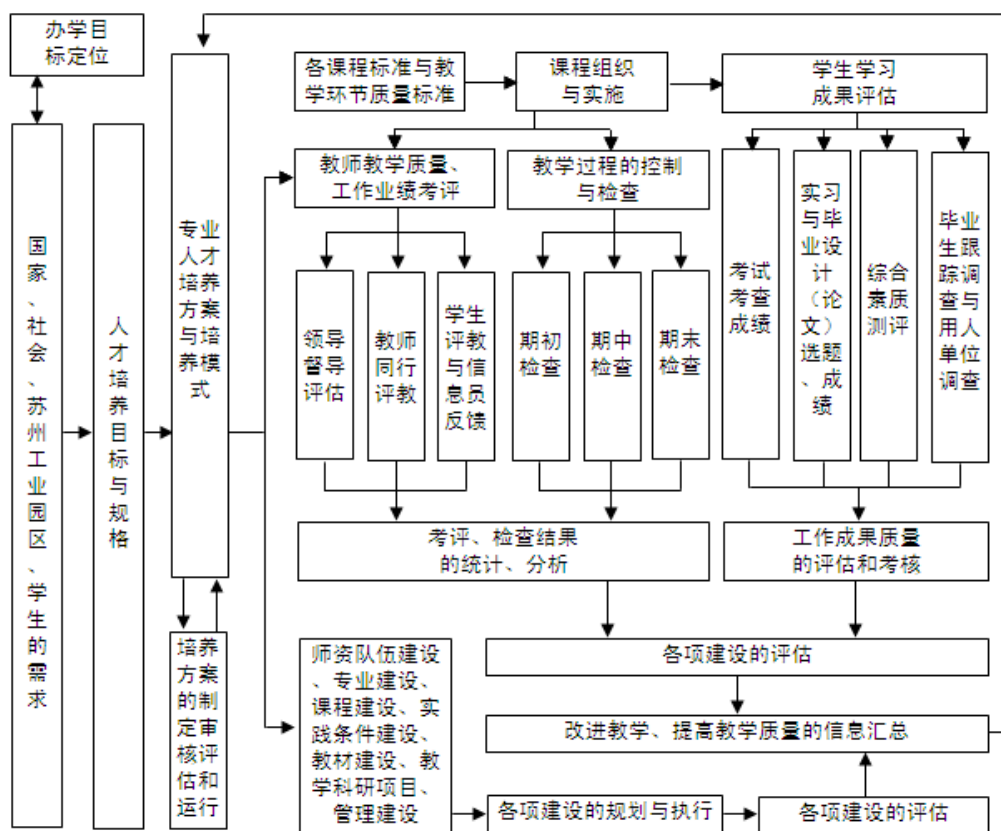 办学目
标定位
国家、社会、苏州工业园区、学生的需求
人才培养目标与规格
专业
人才
培养
方案
与培
养模
式
培养
方案
的制
定审
核评
估和
运行
各课程标准与教
学环节质量标准
课程组织
与实施
学生学习
成果评估
教师教学质量、
工作业绩考评
教学过程的控制
与检查
领导
督导
评估
教师
同行
评教
学生
评教
与信
息员
反馈
期初
检查
期中
检查
期末
检查
考试
考查
成绩
实习
与毕
业设
计
（论
文）
选题
、成
绩
综合
素质
测评
毕业
生跟
踪调
查与
用人
单位
调查
考评、检查结果
的统计、分析
工作成果质量
的评估和考核
师资队伍建设
、专业建设、
课程建设、实
践条件建设、
教材建设、教
学科研项目、
管理建设
各项建设的评估
改进教学、提高教学质量的信息汇总
各项建设的规划与执行
各项建设的评估